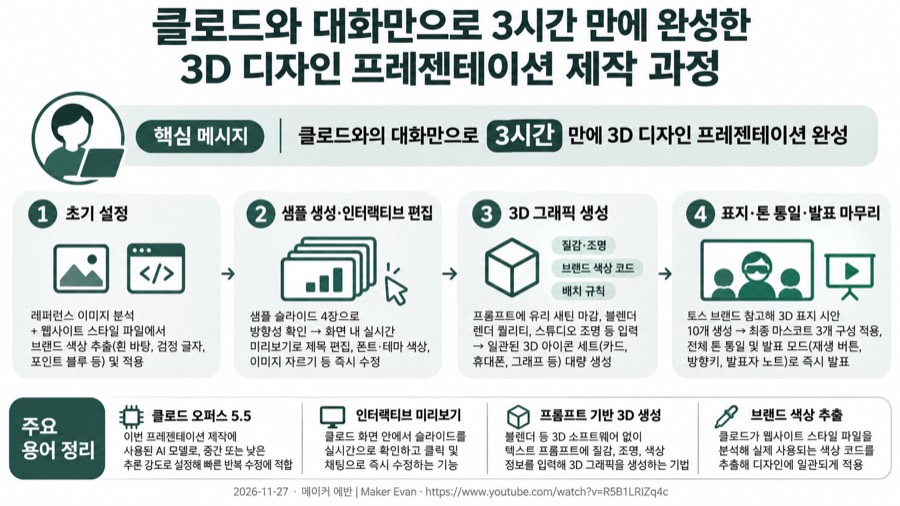 클로드와 대화만으로 3시간 만에 완성한
3D 디자인 프레젠테이션 제작 과정
핵심 메시지
클로드와의 대화만으로 3시간 만에 3D 디자인 프레젠테이션 완성
1 초기 설정
레퍼런스 이미지 분석
+ 웹사이트 스타일 파일에서
브랜드 색상 추출(흰 바탕, 검정 글자,
포인트 블루 등) 및 적용
2 샘플 생성·인터랙티브 편집
샘플 슬라이드 4장으로
방향성 확인 → 화면 내 실시간
미리보기로 제목 편집, 폰트·테마 색상,
이미지 자르기 등 즉시 수정
3 3D 그래픽 생성
질감·조명
브랜드 색상 코드
배치 규칙
프롬프트에 유리 새틴 마감, 블렌더
렌더 퀄리티, 스튜디오 조명 등 입력
→ 일관된 3D 아이콘 세트(카드,
휴대폰, 그래프 등) 대량 생성
4 표지·톤 통일·발표 마무리
토스 브랜드 참고해 3D 표지 시안
10개 생성 → 최종 마스코트 3개 구성 적용,
전체 톤 통일 및 발표 모드(재생 버튼,
방향키, 발표자 노트)로 즉시 발표
주요
용어 정리
클로드 오퍼스 5.5
이번 프레젠테이션 제작에
사용된 AI 모델로, 중간 또는 낮은
추론 강도로 설정해 빠른 반복 수정에 적합
인터랙티브 미리보기
클로드 화면 안에서 슬라이드를
실시간으로 확인하고 클릭 및
채팅으로 즉시 수정하는 기능
프롬프트 기반 3D 생성
블렌더 등 3D 소프트웨어 없이
텍스트 프롬프트에 질감, 조명, 색상
정보를 입력해 3D 그래픽을 생성하는 기법
브랜드 색상 추출
클로드가 웹사이트 스타일 파일을
분석해 실제 사용되는 색상 코드를
추출해 디자인에 일관되게 적용
2026-11-27 · 메이커 에반 | Maker Evan · https://www.youtube.com/watch?v=R5B1LRIZq4c